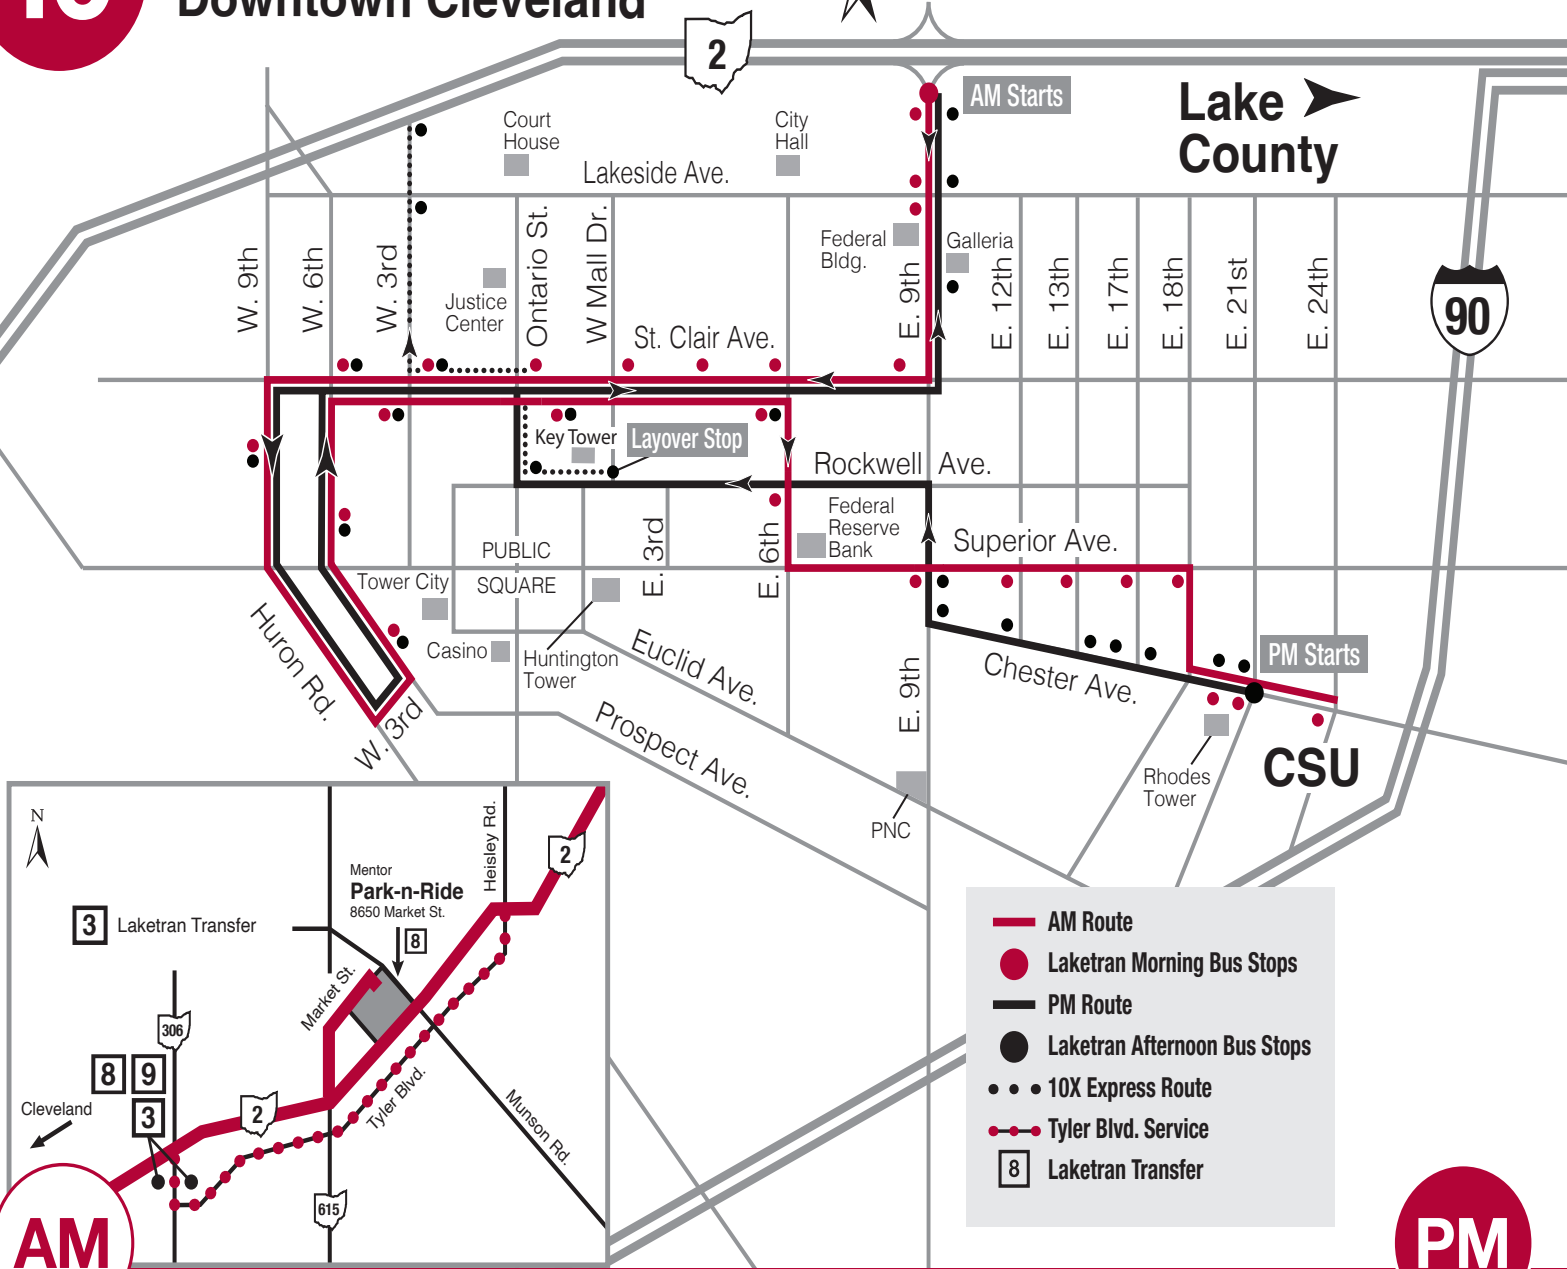 10
Downtown Cleveland
2
AM Starts
Lake
County
Court
House
City
Hall
Lakeside Ave.
Federal
Bldg.
Galleria
W. 9th
W. 6th
W. 3rd
Ontario St.
W Mall Dr.
E. 9th
E. 12th
E. 13th
E. 17th
E. 18th
E. 21st
E. 24th
90
Justice
Center
St. Clair Ave.
Key Tower
Layover Stop
Rockwell Ave.
Federal
Reserve
Bank
Superior Ave.
PUBLIC
SQUARE
E. 3rd
E. 6th
Tower City
Casino
Huntington
Tower
Huron Rd.
W. 3rd
Euclid Ave.
Prospect Ave.
E. 9th
Chester Ave.
PM Starts
Rhodes
Tower
CSU
PNC
N
Mentor
Park-n-Ride
8650 Market St.
8
Heisley Rd.
2
3 Laketran Transfer
Market St.
306
8 9
3
Cleveland
2
Tyler Blvd.
Munson Rd.
615
AM
AM Route
Laketran Morning Bus Stops
PM Route
Laketran Afternoon Bus Stops
10X Express Route
Tyler Blvd. Service
8 Laketran Transfer
PM